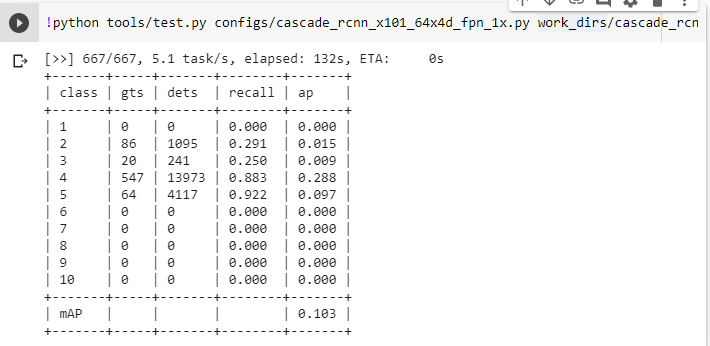 !python tools/test.py configs/cascade_rcnn_x101_64x4d_fpn_1x.py work_dirs/cascade_rcn
[>>] 667/667, 5.1 task/s, elapsed: 132s, ETA:     0s
+-------+-----+-------+--------+-------+
| class | gts | dets  | recall | ap    |
+-------+-----+-------+--------+-------+
| 1     | 0   | 0     | 0.000  | 0.000 |
| 2     | 86  | 1095  | 0.291  | 0.015 |
| 3     | 20  | 241   | 0.250  | 0.009 |
| 4     | 547 | 13973 | 0.883  | 0.288 |
| 5     | 64  | 4117  | 0.922  | 0.097 |
| 6     | 0   | 0     | 0.000  | 0.000 |
| 7     | 0   | 0     | 0.000  | 0.000 |
| 8     | 0   | 0     | 0.000  | 0.000 |
| 9     | 0   | 0     | 0.000  | 0.000 |
| 10    | 0   | 0     | 0.000  | 0.000 |
+-------+-----+-------+--------+-------+
| mAP   |     |       |        | 0.103 |
+-------+-----+-------+--------+-------+